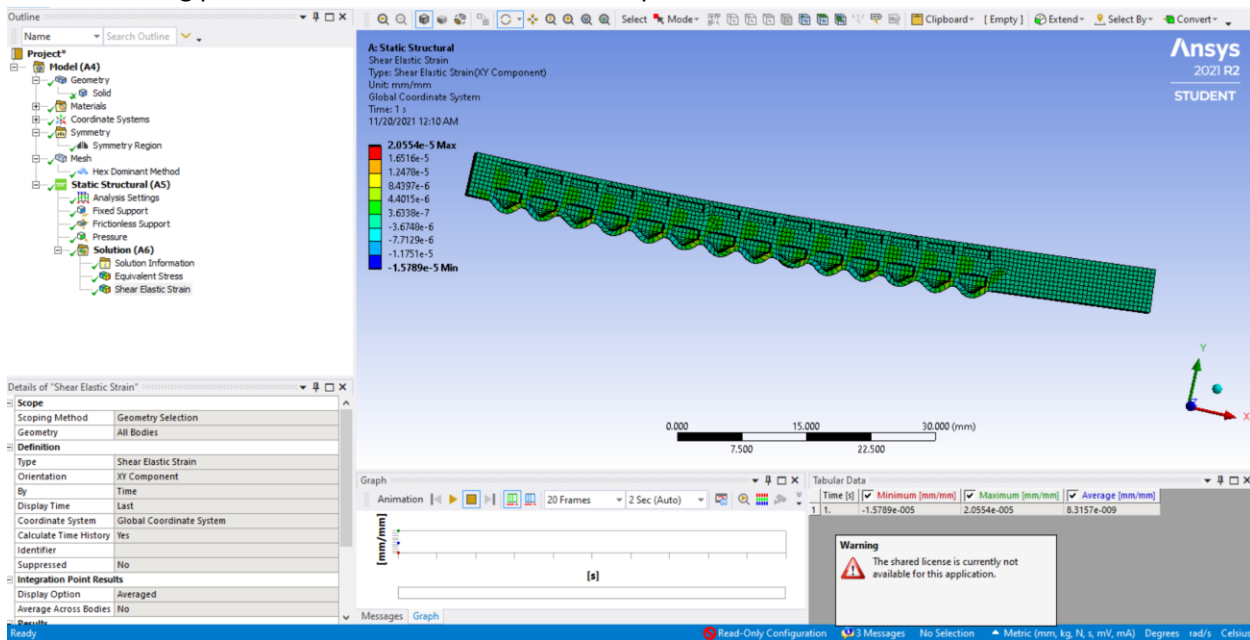 Outline
Name
Search Outline
Project*
Model (A4)
Geometry
Solid
Materials
Coordinate Systems
Symmetry
Symmetry Region
Mesh
Hex Dominant Method
Static Structural (A5)
Analysis Settings
Fixed Support
Frictionless Support
Pressure
Solution (A6)
Solution Information
Equivalent Stress
Shear Elastic Strain
Select Mode Clipboard [ Empty ] Extend Select By Convert
A: Static Structural
Shear Elastic Strain
Type: Shear Elastic Strain(XY Component)
Unit: mm/mm
Global Coordinate System
Time: 1 s
11/20/2021 12:10 AM
2.0554e-5 Max
1.6516e-5
1.2478e-5
8.4397e-6
4.4015e-6
3.6338e-7
-3.6748e-6
-7.7129e-6
-1.1751e-5
-1.5789e-5 Min
Ansys
2021 R2
STUDENT
Y
Z
X
0.000 15.000 30.000 (mm)
7.500 22.500
Details of "Shear Elastic Strain"
Scope
Scoping Method Geometry Selection
Geometry All Bodies
Definition
Type Shear Elastic Strain
Orientation XY Component
By Time
Display Time Last
Coordinate System Global Coordinate System
Calculate Time History Yes
Identifier
Suppressed No
Integration Point Results
Display Option Averaged
Average Across Bodies No
Results
Graph
Animation 20 Frames 2 Sec (Auto)
[mm/mm]
[s]
Messages Graph
Tabular Data
Time [s] Minimum [mm/mm] Maximum [mm/mm] Average [mm/mm]
1 1. -1.5789e-005 2.0554e-005 8.3157e-009
Warning
The shared license is currently not
available for this application.
Ready Read-Only Configuration 3 Messages No Selection Metric (mm, kg, N, s, mV, mA) Degrees rad/s Celsius